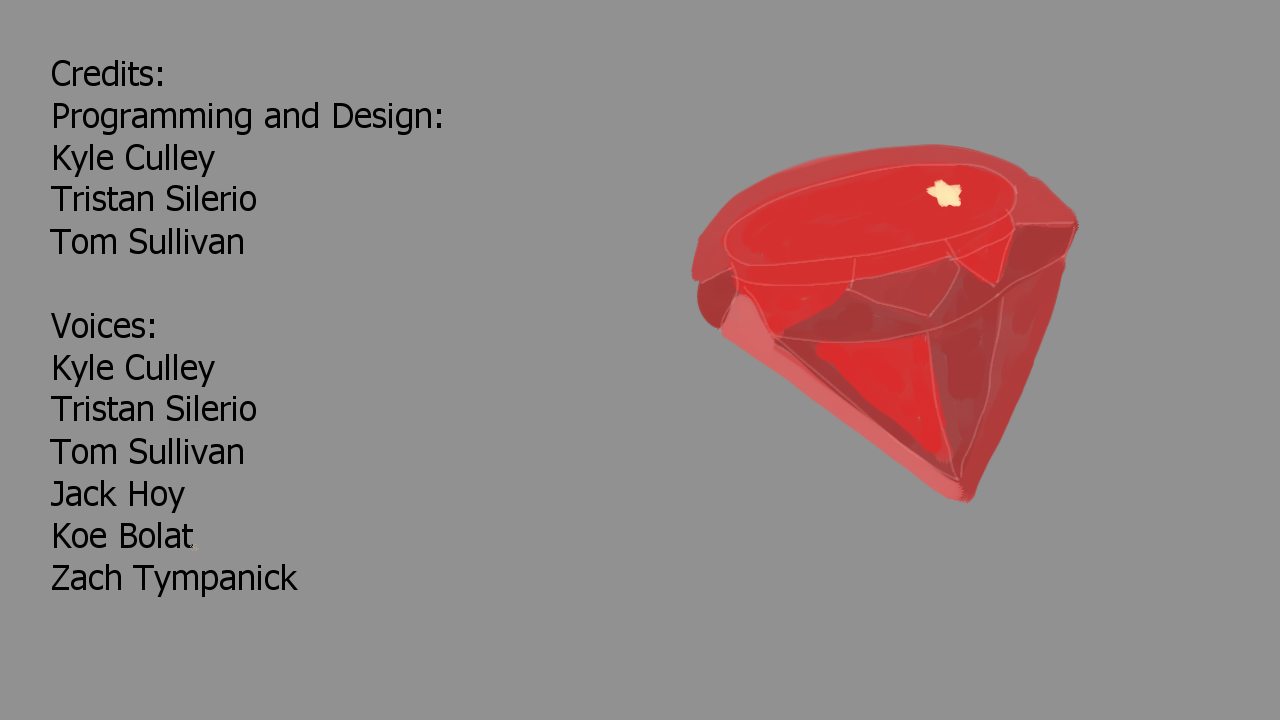 Credits:
Programming and Design:
Kyle Culley
Tristan Silerio
Tom Sullivan
Voices:
Kyle Culley
Tristan Silerio
Tom Sullivan
Jack Hoy
Koe Bolat
Zach Tympanick